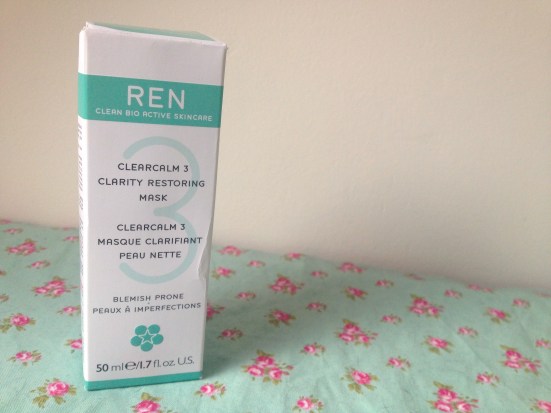 REN
CLEAN BIO ACTIVE SKINCARE
3
CLEARCALM 3
CLARITY RESTORING
MASK
CLEARCALM 3
MASQUE CLARIFIANT
PEAU NETTE
BLEMISH PRONE
•
PEAUX À IMPERFECTIONS
50 ml ℮/1.7 fl. oz. U.S.